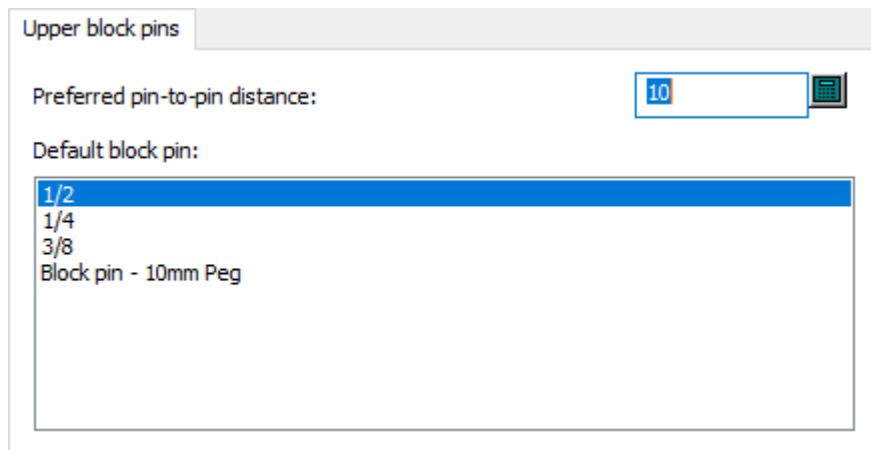 Upper block pins
Preferred pin-to-pin distance: 10
Default block pin:
1/2
1/4
3/8
Block pin - 10mm Peg